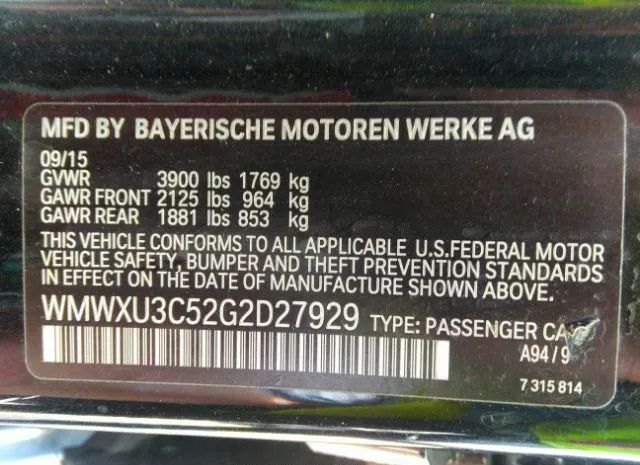 MFD BY BAYERISCHE MOTOREN WERKE AG
09/15
GVWR 3900 lbs 1769 kg
GAWR FRONT 2125 lbs 964 kg
GAWR REAR 1881 lbs 853 kg
THIS VEHICLE CONFORMS TO ALL APPLICABLE U.S.FEDERAL MOTOR
VEHICLE SAFETY, BUMPER AND THEFT PREVENTION STANDARDS
IN EFFECT ON THE DATE OF MANUFACTURE SHOWN ABOVE.
WMWXU3C52G2D27929 TYPE: PASSENGER
A94/9
7 315 814